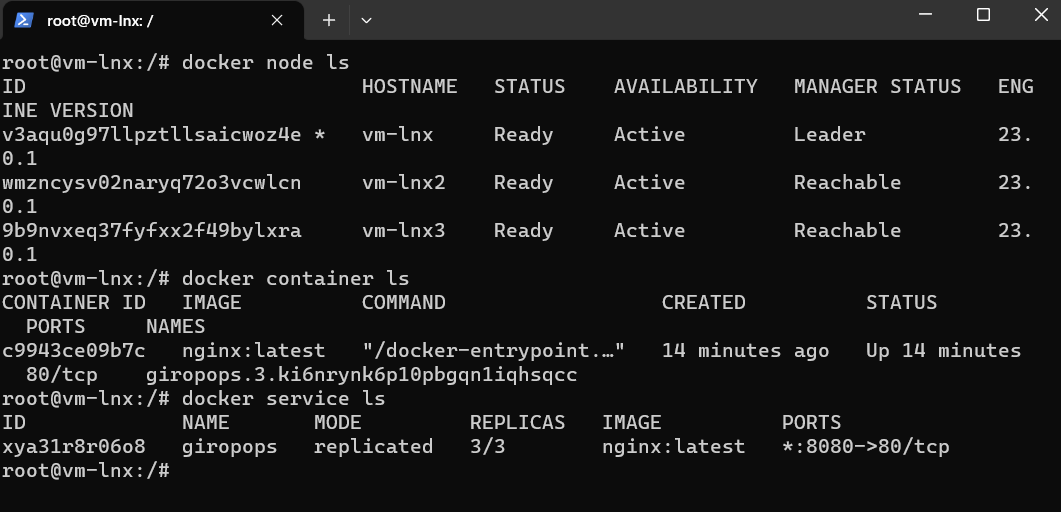 root@vm-lnx: /
root@vm-lnx:/# docker node ls
ID                            HOSTNAME   STATUS    AVAILABILITY   MANAGER STATUS   ENG
INE VERSION
v3aqu0g97llpztllsaicwoz4e *   vm-lnx     Ready     Active         Leader           23.
0.1
wmzncysv02naryq72o3vcwlcn     vm-lnx2    Ready     Active         Reachable        23.
0.1
9b9nvxeq37fyfxx2f49bylxra     vm-lnx3    Ready     Active         Reachable        23.
0.1
root@vm-lnx:/# docker container ls
CONTAINER ID   IMAGE          COMMAND                  CREATED          STATUS
  PORTS     NAMES
c9943ce09b7c   nginx:latest   "/docker-entrypoint.…"   14 minutes ago   Up 14 minutes
  80/tcp    giropops.3.ki6nrynk6p10pbgqn1iqhsqcc
root@vm-lnx:/# docker service ls
ID             NAME       MODE         REPLICAS   IMAGE          PORTS
xya31r8r06o8   giropops   replicated   3/3        nginx:latest   *:8080->80/tcp
root@vm-lnx:/#